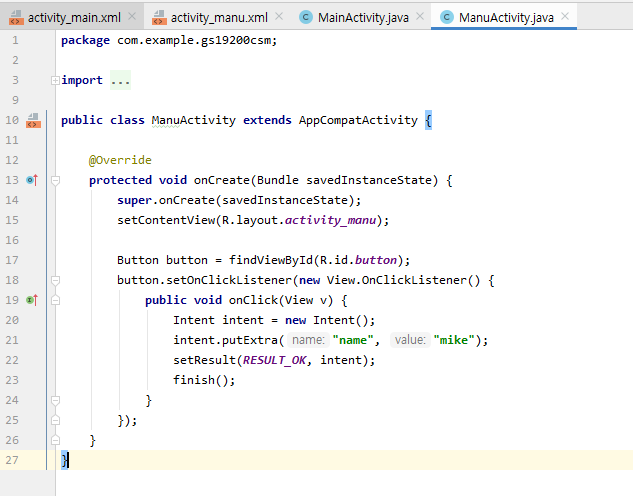 activity_main.xml activity_manu.xml MainActivity.java ManuActivity.java
1 package com.example.gs19200csm;
2
3 import ...
9
10 public class ManuActivity extends AppCompatActivity {
11
12 @Override
13 protected void onCreate(Bundle savedInstanceState) {
14 super.onCreate(savedInstanceState);
15 setContentView(R.layout.activity_manu);
16
17 Button button = findViewById(R.id.button);
18 button.setOnClickListener(new View.OnClickListener() {
19 public void onClick(View v) {
20 Intent intent = new Intent();
21 intent.putExtra( name: "name", value: "mike");
22 setResult(RESULT_OK, intent);
23 finish();
24 }
25 });
26 }
27 }